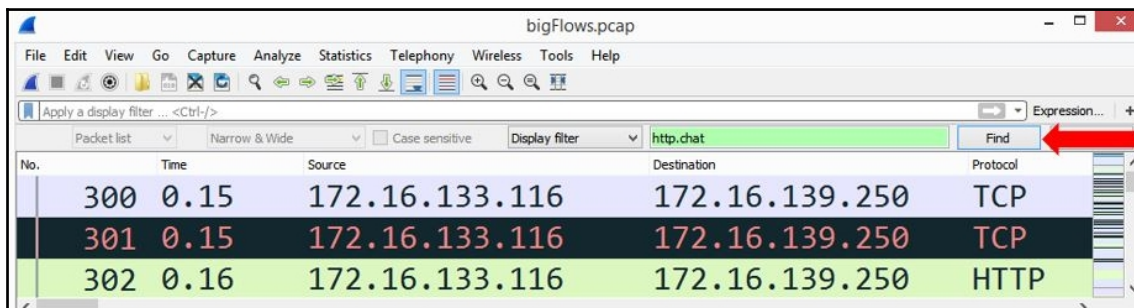 bigFlows.pcap
File Edit View Go Capture Analyze Statistics Telephony Wireless Tools Help
Apply a display filter ... <Ctrl-/> Expression... +
Packet list Narrow & Wide Case sensitive Display filter http.chat Find
No. Time Source Destination Protocol
300 0.15 172.16.133.116 172.16.139.250 TCP
301 0.15 172.16.133.116 172.16.139.250 TCP
302 0.16 172.16.133.116 172.16.139.250 HTTP